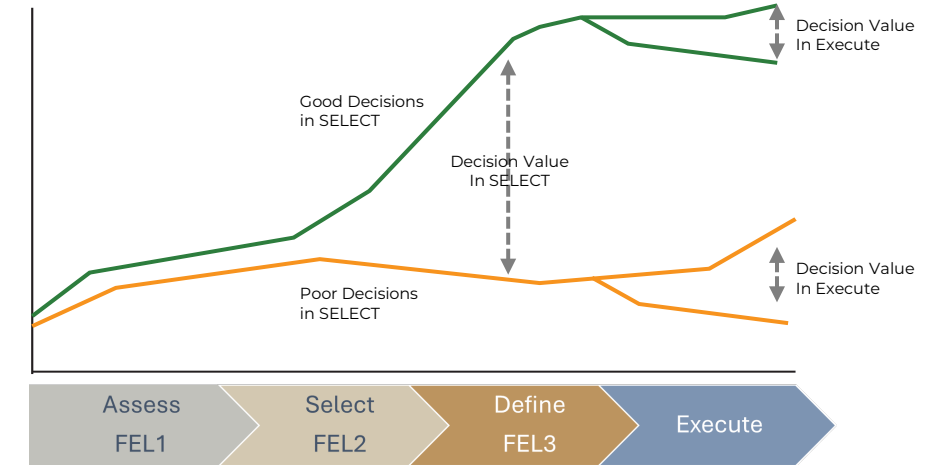 Decision Value
In Execute
Good Decisions
in SELECT
Decision Value
In SELECT
Decision Value
In Execute
Poor Decisions
in SELECT
Assess
FEL1
Select
FEL2
Define
FEL3
Execute